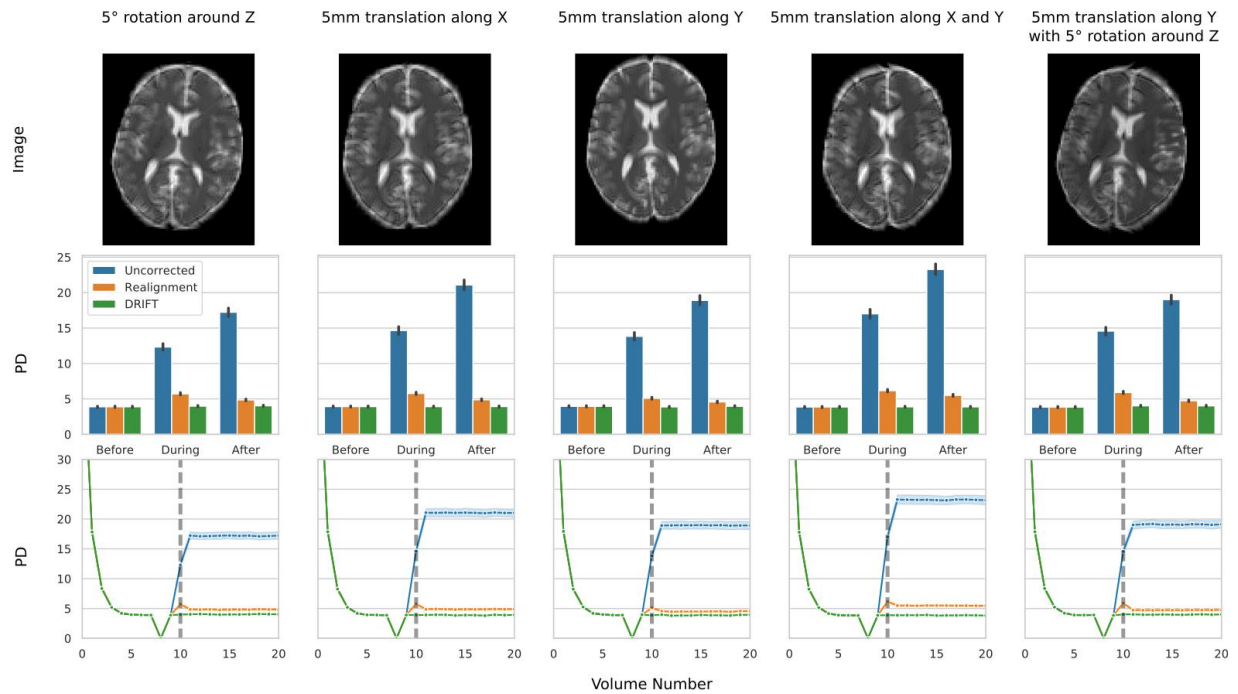 5° rotation around Z
5mm translation along X
5mm translation along Y
5mm translation along X and Y
5mm translation along Y
with 5° rotation around Z
Image
PD
25
20
15
10
5
0
Uncorrected
Realignment
DRIFT
Before During After
Before During After
Before During After
Before During After
Before During After
PD
30
25
20
15
10
5
0
0 5 10 15 20
0 5 10 15 20
0 5 10 15 20
0 5 10 15 20
0 5 10 15 20
Volume Number